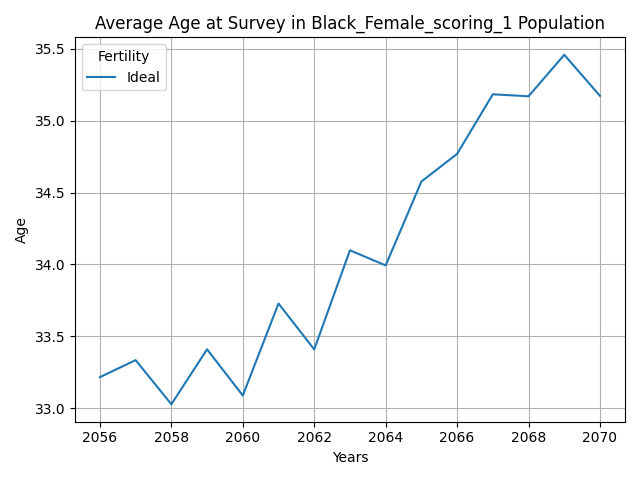 Average Age at Survey in Black_Female_scoring_1 Population
Fertility
Ideal
35.5
35.0
34.5
34.0
33.5
33.0
Age
2056 2058 2060 2062 2064 2066 2068 2070
Years